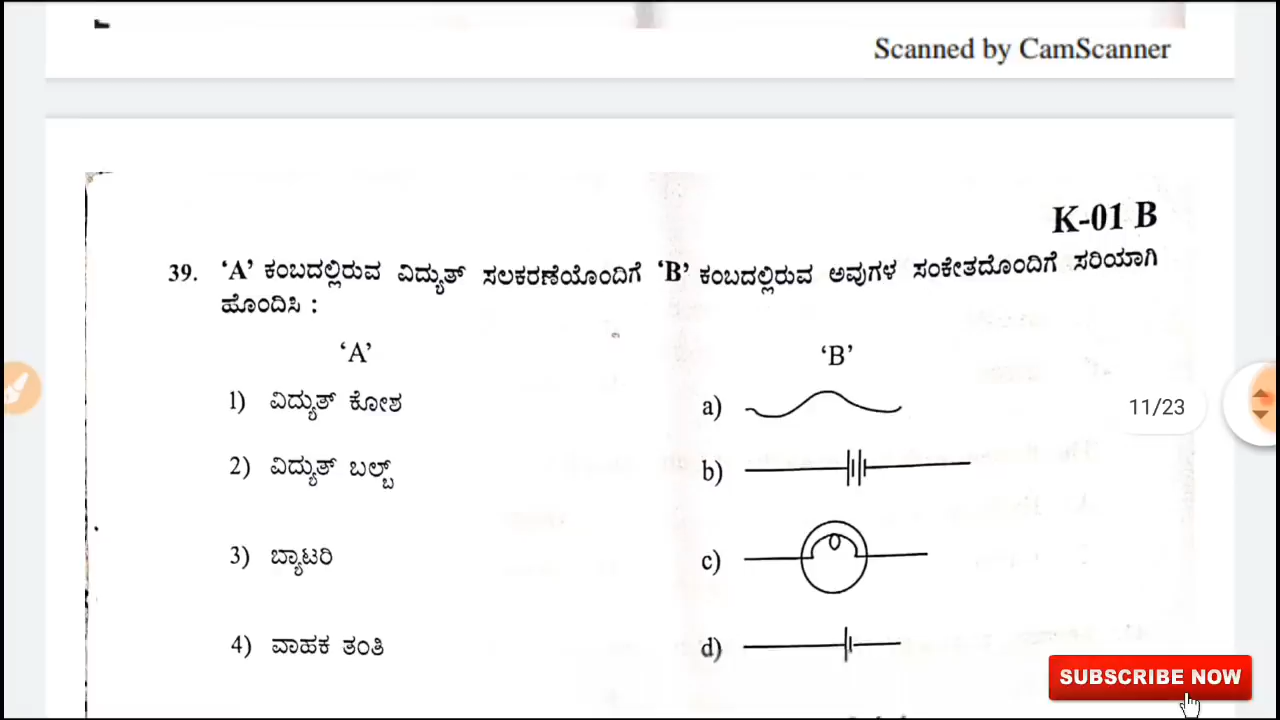 Scanned by CamScanner
K-01 B
39. ‘A’ ಕಂಬದಲ್ಲಿರುವ ವಿದ್ಯುತ್ ಸಲಕರಣೆಯೊಂದಿಗೆ ‘B’ ಕಂಬದಲ್ಲಿರುವ ಅವುಗಳ ಸಂಕೇತದೊಂದಿಗೆ ಸರಿಯಾಗಿ
ಹೊಂದಿಸಿ :
‘A’ ‘B’
1) ವಿದ್ಯುತ್ ಕೋಶ a)
11/23
2) ವಿದ್ಯುತ್ ಬಲ್ಬ್ b)
3) ಬ್ಯಾಟರಿ c)
4) ವಾಹಕ ತಂತಿ d)
SUBSCRIBE NOW